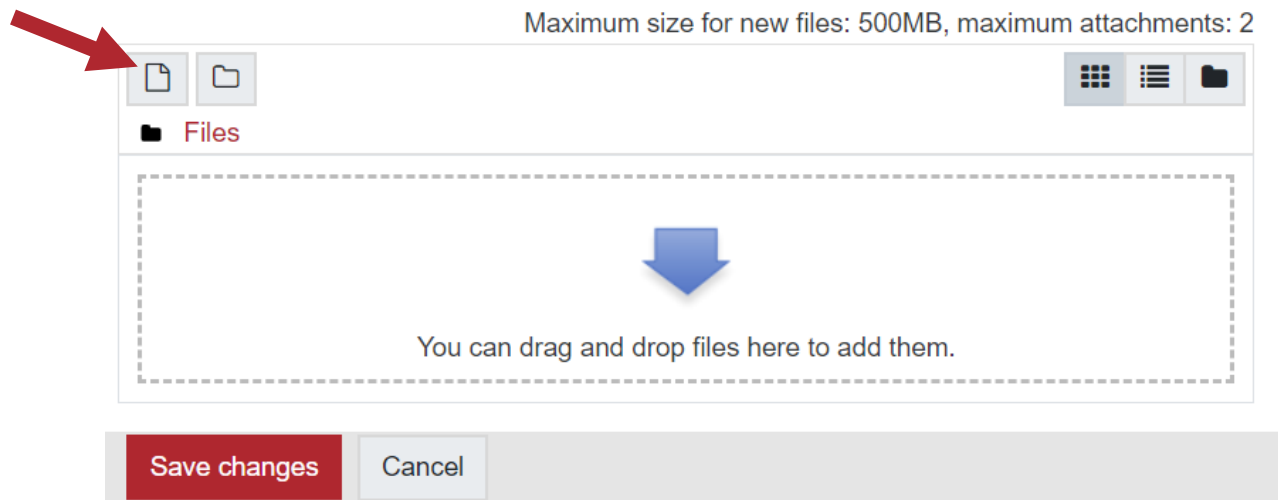 Maximum size for new files: 500MB, maximum attachments: 2
Files
You can drag and drop files here to add them.
Save changes Cancel